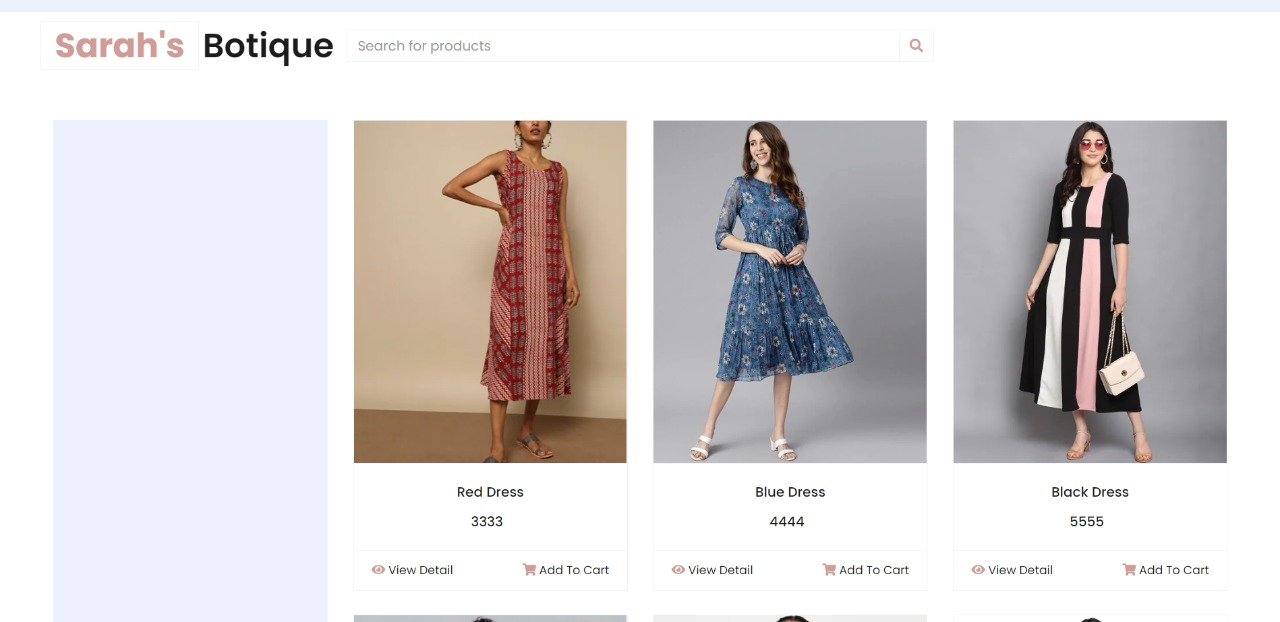 Sarah's Botique
Search for products
Red Dress
3333
View Detail
Add To Cart
Blue Dress
4444
View Detail
Add To Cart
Black Dress
5555
View Detail
Add To Cart